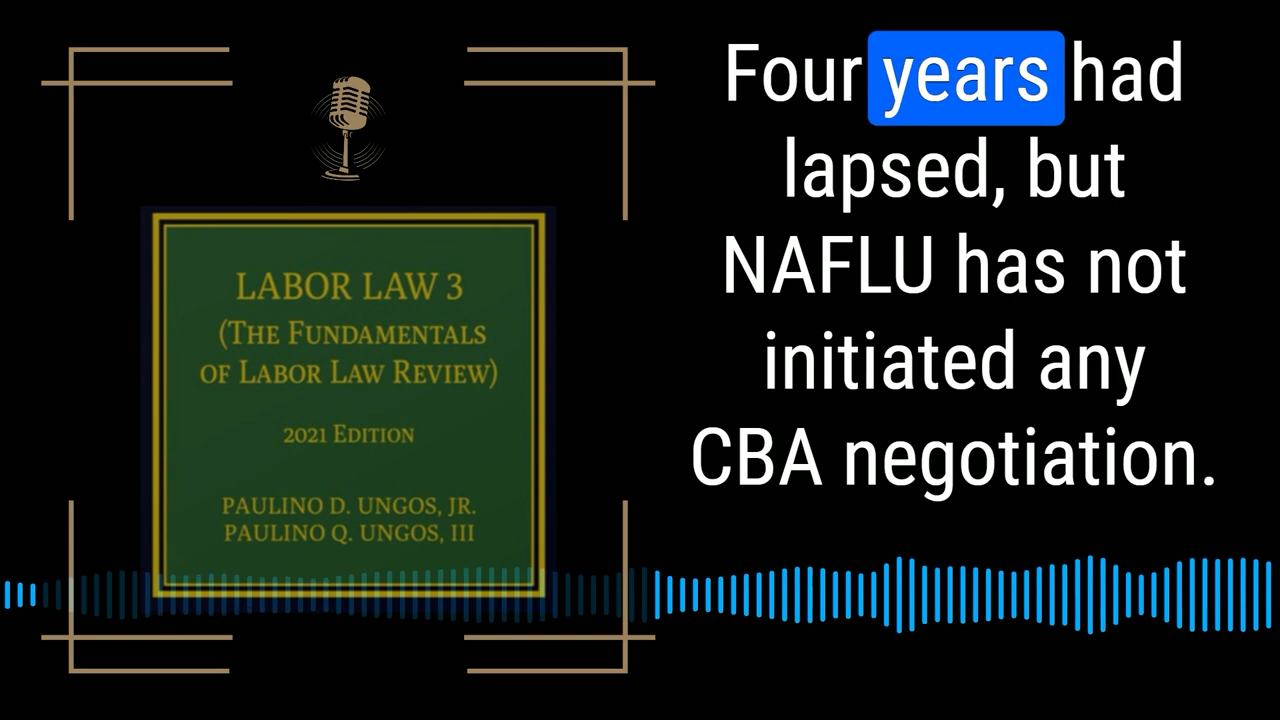 Four years had
lapsed, but
NAFLU has not
initiated any
CBA negotiation.
LABOR LAW 3
(The Fundamentals
of Labor Law Review)
2021 Edition
PAULINO D. UNGOS, JR.
PAULINO Q. UNGOS, III